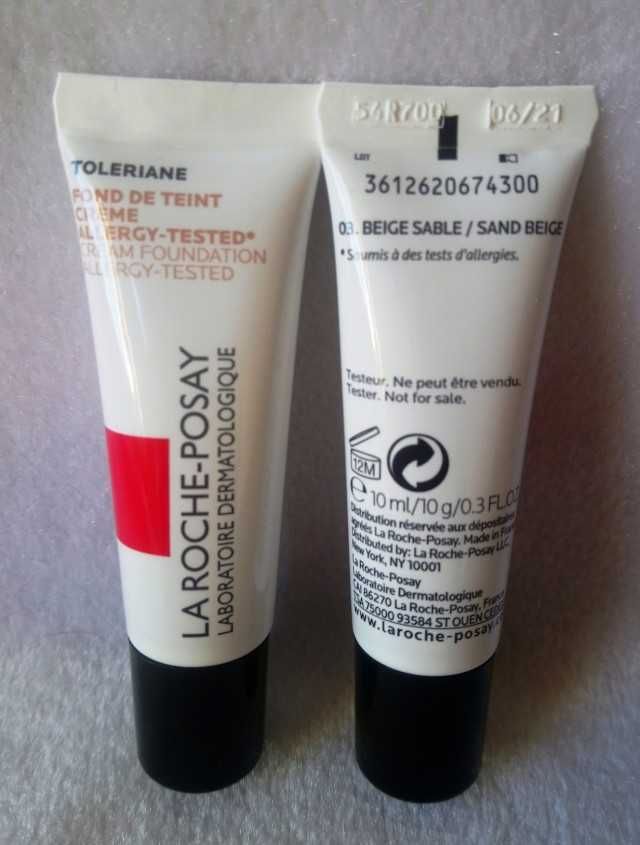 TOLERIANE
FOND DE TEINT
CRÈME
ALLERGY-TESTED*
CREAM FOUNDATION
ALLERGY-TESTED
LA ROCHE-POSAY
LABORATOIRE DERMATOLOGIQUE
54R700 06/21
LOT
3612620674300
03. BEIGE SABLE / SAND BEIGE
* Soumis à des tests d'allergies.
Testeur. Ne peut être vendu.
Tester. Not for sale.
12M
e 10 ml/10 g/0.3 FL.OZ
Distribution réservée aux dépositaires
agréés La Roche-Posay. Made in
Distributed by: La Roche-Posay LLC,
New York, NY 10001
La Roche-Posay
Laboratoire Dermatologique
CAI 86270 La Roche-Posay, France
TSA 75000 93584 ST OUEN CEDEX
www.laroche-posay.